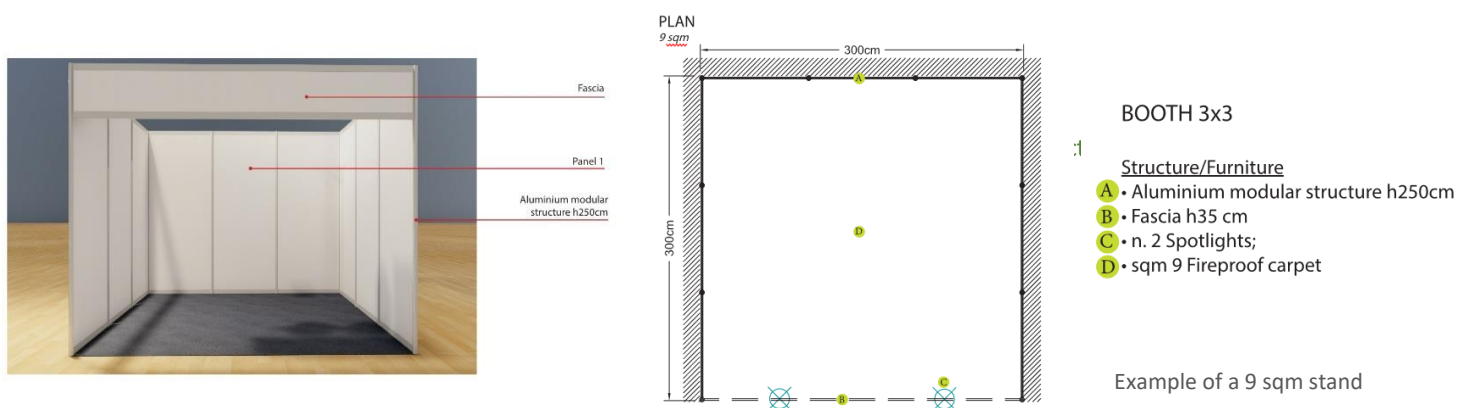 Fascia
Panel 1
Aluminium modular
structure h250cm
PLAN
9 sqm
300cm
300cm
A
D
C
B
BOOTH 3x3
Structure/Furniture
A • Aluminium modular structure h250cm
B • Fascia h35 cm
C • n. 2 Spotlights;
D • sqm 9 Fireproof carpet
Example of a 9 sqm stand